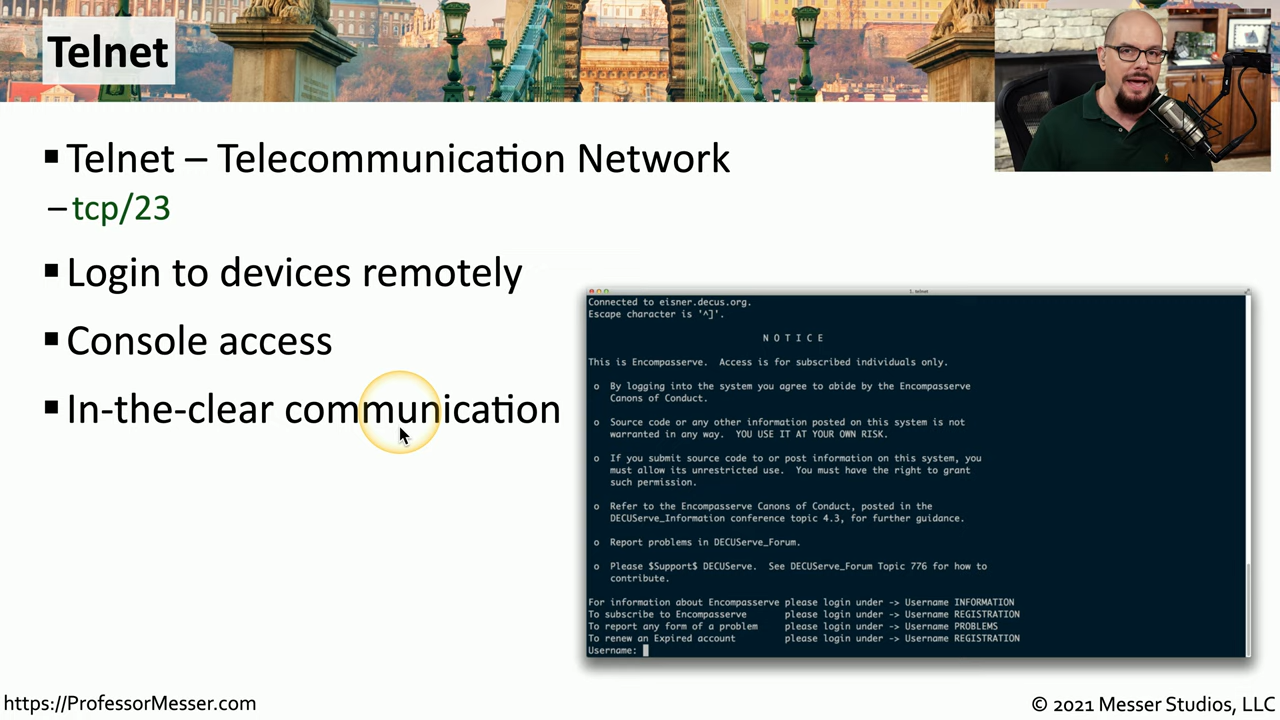 Telnet
▪ Telnet – Telecommunication Network
– tcp/23
▪ Login to devices remotely
▪ Console access
▪ In-the-clear communication
1. telnet
Connected to eisner.decus.org.
Escape character is '^]'.
N O T I C E
This is Encompasserve. Access is for subscribed individuals only.
o By logging into the system you agree to abide by the Encompasserve
Canons of Conduct.
o Source code or any other information posted on this system is not
warranted in any way. YOU USE IT AT YOUR OWN RISK.
o If you submit source code to or post information on this system, you
must allow its unrestricted use. You must have the right to grant
such permission.
o Refer to the Encompasserve Canons of Conduct, posted in the
DECUServe_Information conference topic 4.3, for further guidance.
o Report problems in DECUServe_Forum.
o Please $Support$ DECUServe. See DECUServe_Forum Topic 776 for how to
contribute.
For information about Encompasserve please login under -> Username INFORMATION
To subscribe to Encompasserve please login under -> Username REGISTRATION
To report any form of a problem please login under -> Username PROBLEMS
To renew an Expired account please login under -> Username REGISTRATION
Username:
https://ProfessorMesser.com
© 2021 Messer Studios, LLC